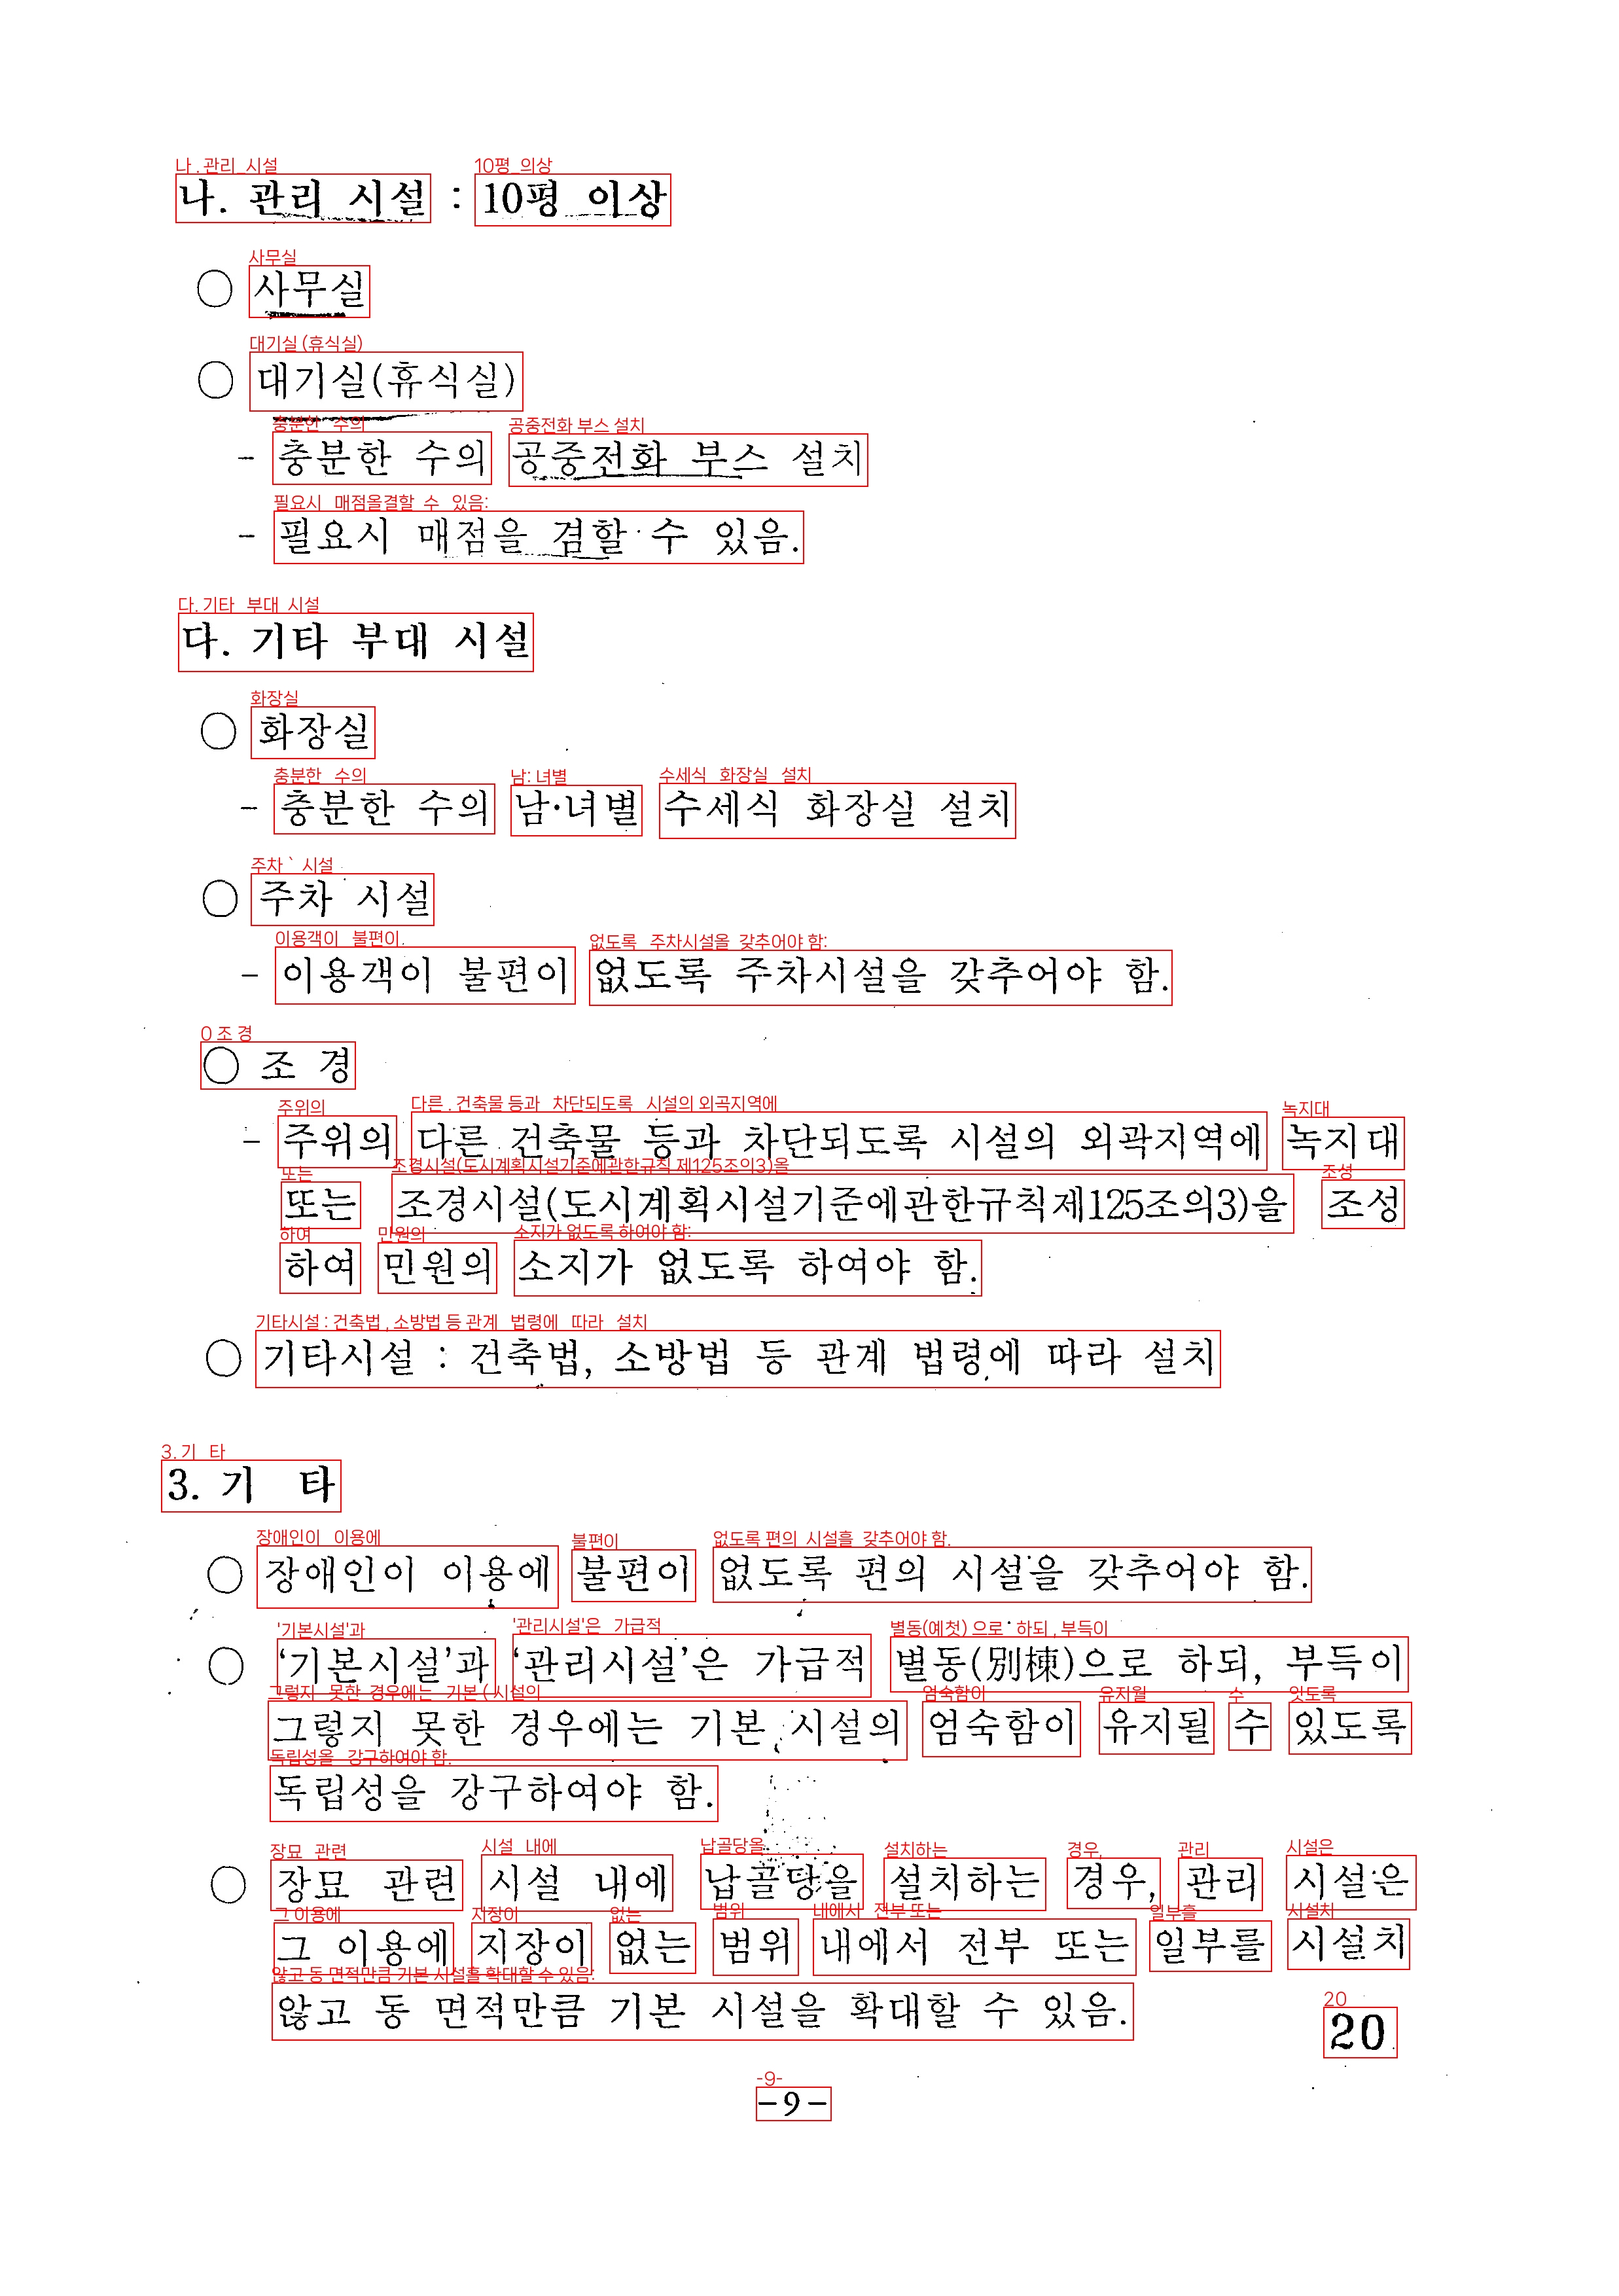 나. 관리 시설 : 10평 이상
○ 사무실
○ 대기실(휴식실)
- 충분한 수의 공중전화 부스 설치
- 필요시 매점을 겸할 수 있음.
다. 기타 부대 시설
○ 화장실
- 충분한 수의 남·녀별 수세식 화장실 설치
○ 주차 시설
- 이용객이 불편이 없도록 주차시설을 갖추어야 함.
○ 조 경
- 주위의 다른 건축물 등과 차단되도록 시설의 외곽지역에 녹지대
또는 조경시설(도시계획시설기준에관한규칙제125조의3)을 조성
하여 민원의 소지가 없도록 하여야 함.
○ 기타시설 : 건축법, 소방법 등 관계 법령에 따라 설치
3. 기 타
○ 장애인이 이용에 불편이 없도록 편의 시설을 갖추어야 함.
○ ‘기본시설’과 ‘관리시설’은 가급적 별동(別棟)으로 하되, 부득이
그렇지 못한 경우에는 기본 시설의 엄숙함이 유지될 수 있도록
독립성을 강구하여야 함.
○ 장묘 관련 시설 내에 납골당을 설치하는 경우, 관리 시설은
그 이용에 지장이 없는 범위 내에서 전부 또는 일부를 시설치
않고 동 면적만큼 기본 시설을 확대할 수 있음.
20
-9-